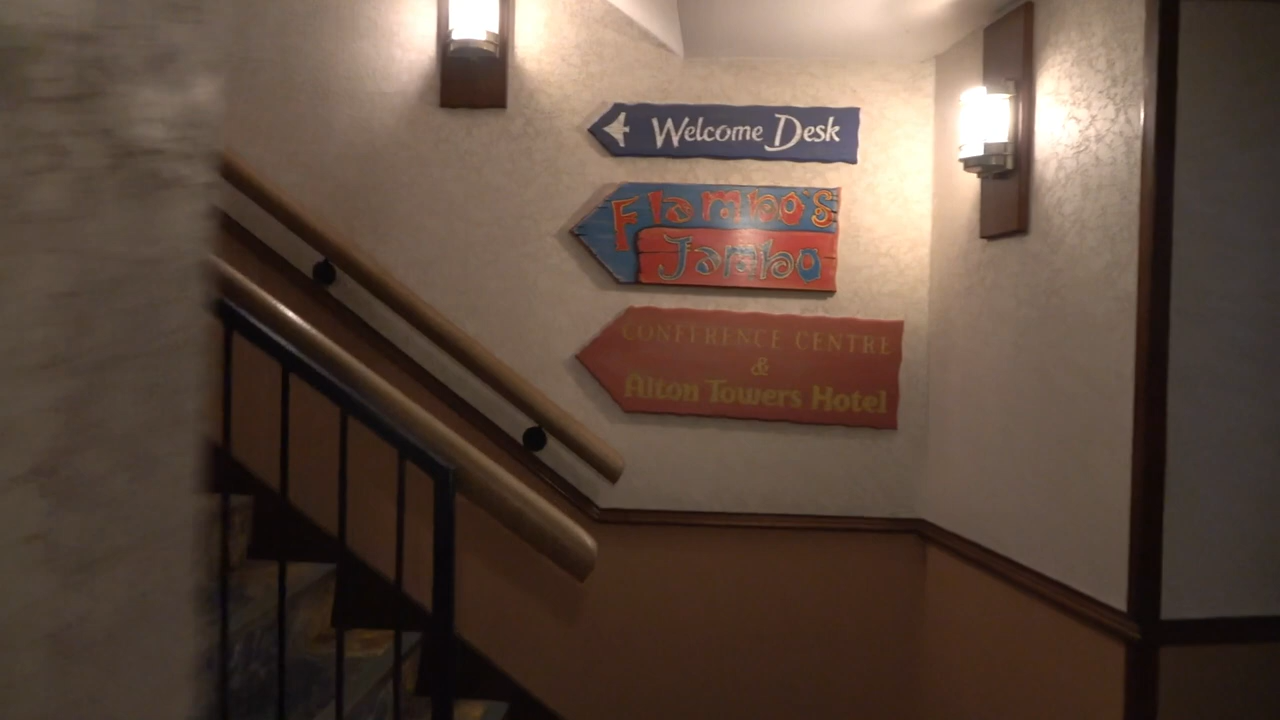 Welcome Desk
Flambo's
Jambo
CONFERENCE CENTRE
&
Alton Towers Hotel